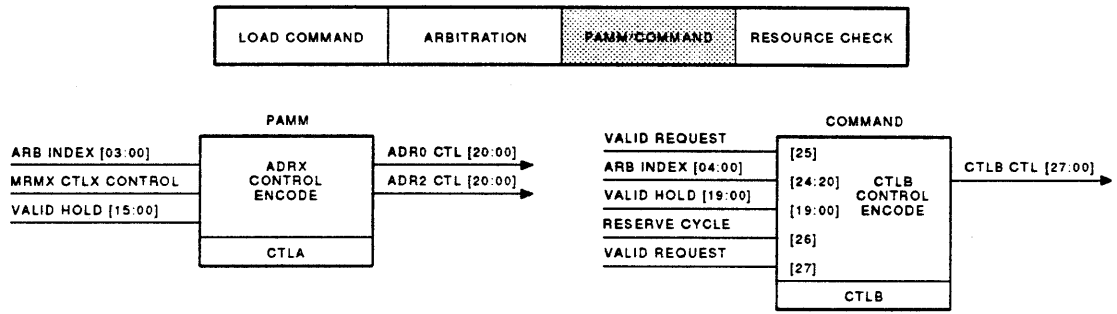 LOAD COMMAND
ARBITRATION
PAMM/COMMAND
RESOURCE CHECK
PAMM
ARB INDEX [03:00]
MRMX CTLX CONTROL
VALID HOLD [15:00]
ADRX
CONTROL
ENCODE
CTLA
ADR0 CTL [20:00]
ADR2 CTL [20:00]
COMMAND
VALID REQUEST
ARB INDEX [04:00]
VALID HOLD [19:00]
RESERVE CYCLE
VALID REQUEST
[25]
[24:20]
[19:00]
[26]
[27]
CTLB
CONTROL
ENCODE
CTLB
CTLB CTL [27:00]